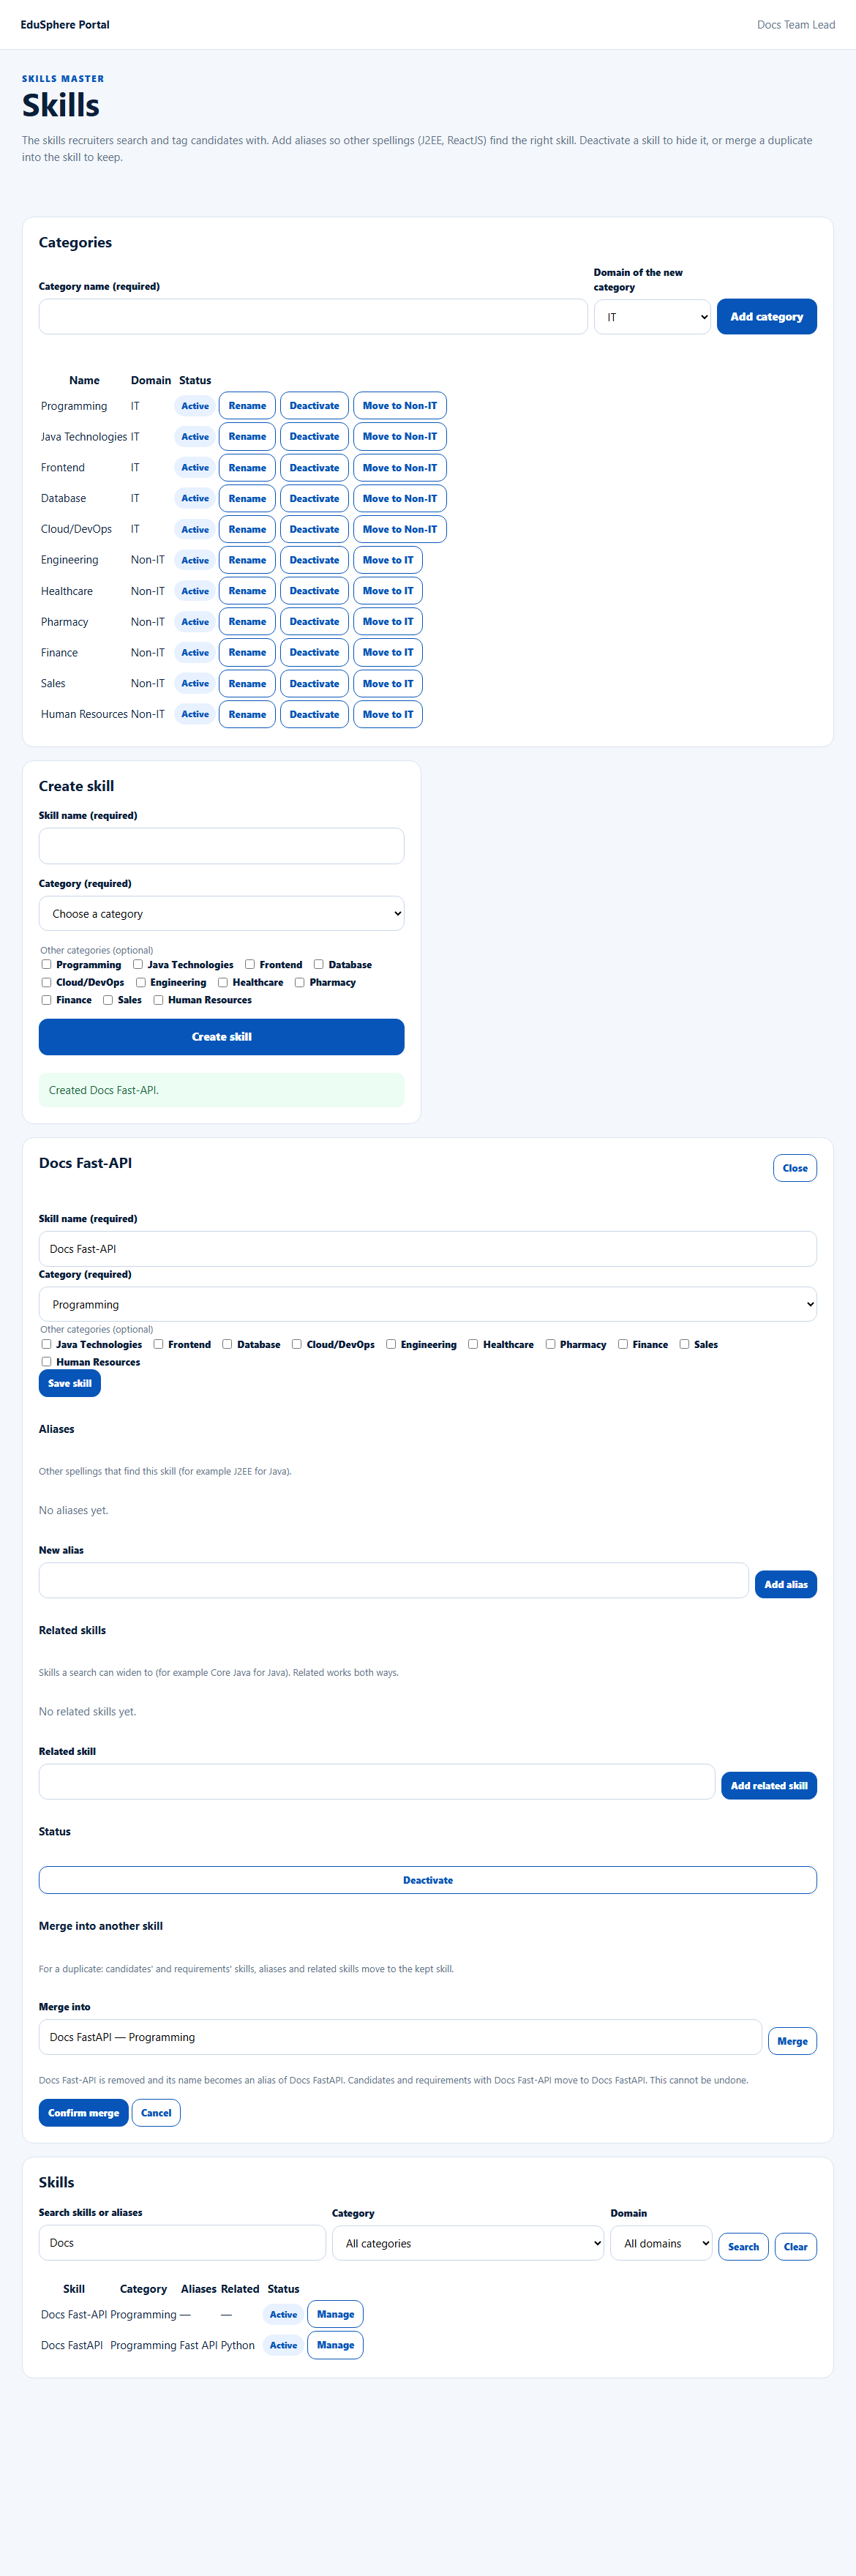 EduSphere Portal
Docs Team Lead
SKILLS MASTER
Skills
The skills recruiters search and tag candidates with. Add aliases so other spellings (J2EE, ReactJS) find the right skill. Deactivate a skill to hide it, or merge a duplicate
into the skill to keep.
Categories
Category name (required)
Domain of the new
category
IT
Add category
Name Domain Status
Programming IT Active Rename Deactivate Move to Non-IT
Java Technologies IT Active Rename Deactivate Move to Non-IT
Frontend IT Active Rename Deactivate Move to Non-IT
Database IT Active Rename Deactivate Move to Non-IT
Cloud/DevOps IT Active Rename Deactivate Move to Non-IT
Engineering Non-IT Active Rename Deactivate Move to IT
Healthcare Non-IT Active Rename Deactivate Move to IT
Pharmacy Non-IT Active Rename Deactivate Move to IT
Finance Non-IT Active Rename Deactivate Move to IT
Sales Non-IT Active Rename Deactivate Move to IT
Human Resources Non-IT Active Rename Deactivate Move to IT
Create skill
Skill name (required)
Category (required)
Choose a category
Other categories (optional)
Programming Java Technologies Frontend Database
Cloud/DevOps Engineering Healthcare Pharmacy
Finance Sales Human Resources
Create skill
Created Docs Fast-API.
Docs Fast-API
Close
Skill name (required)
Docs Fast-API
Category (required)
Programming
Other categories (optional)
Java Technologies Frontend Database Cloud/DevOps Engineering Healthcare Pharmacy Finance Sales
Human Resources
Save skill
Aliases
Other spellings that find this skill (for example J2EE for Java).
No aliases yet.
New alias
Add alias
Related skills
Skills a search can widen to (for example Core Java for Java). Related works both ways.
No related skills yet.
Related skill
Add related skill
Status
Deactivate
Merge into another skill
For a duplicate: candidates' and requirements' skills, aliases and related skills move to the kept skill.
Merge into
Docs FastAPI — Programming
Merge
Docs Fast-API is removed and its name becomes an alias of Docs FastAPI. Candidates and requirements with Docs Fast-API move to Docs FastAPI. This cannot be undone.
Confirm merge Cancel
Skills
Search skills or aliases Category Domain
Docs All categories All domains Search Clear
Skill Category Aliases Related Status
Docs Fast-API Programming — — Active Manage
Docs FastAPI Programming Fast API Python Active Manage